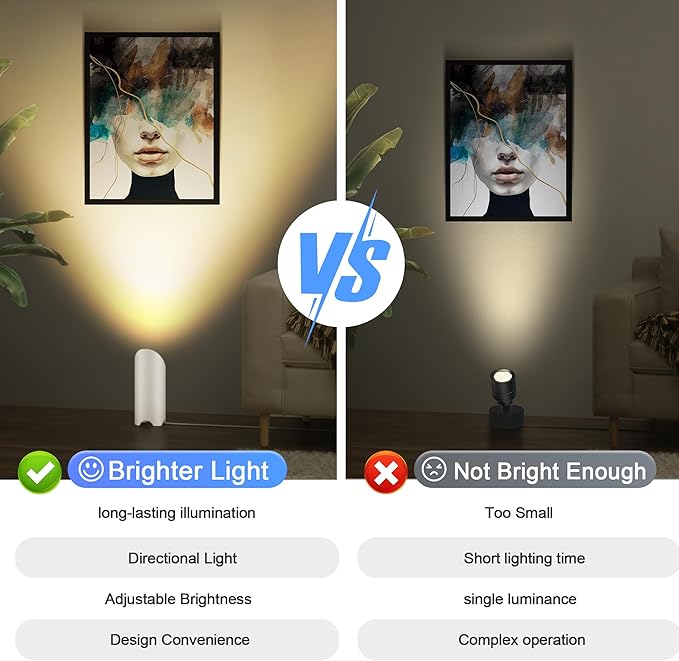 VS
Brighter Light
Not Bright Enough
long-lasting illumination
Too Small
Directional Light
Short lighting time
Adjustable Brightness
single luminance
Design Convenience
Complex operation